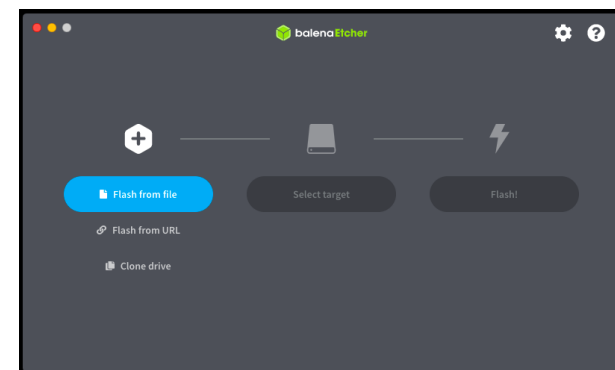 balenaEtcher
Flash from file
Select target
Flash!
Flash from URL
Clone drive